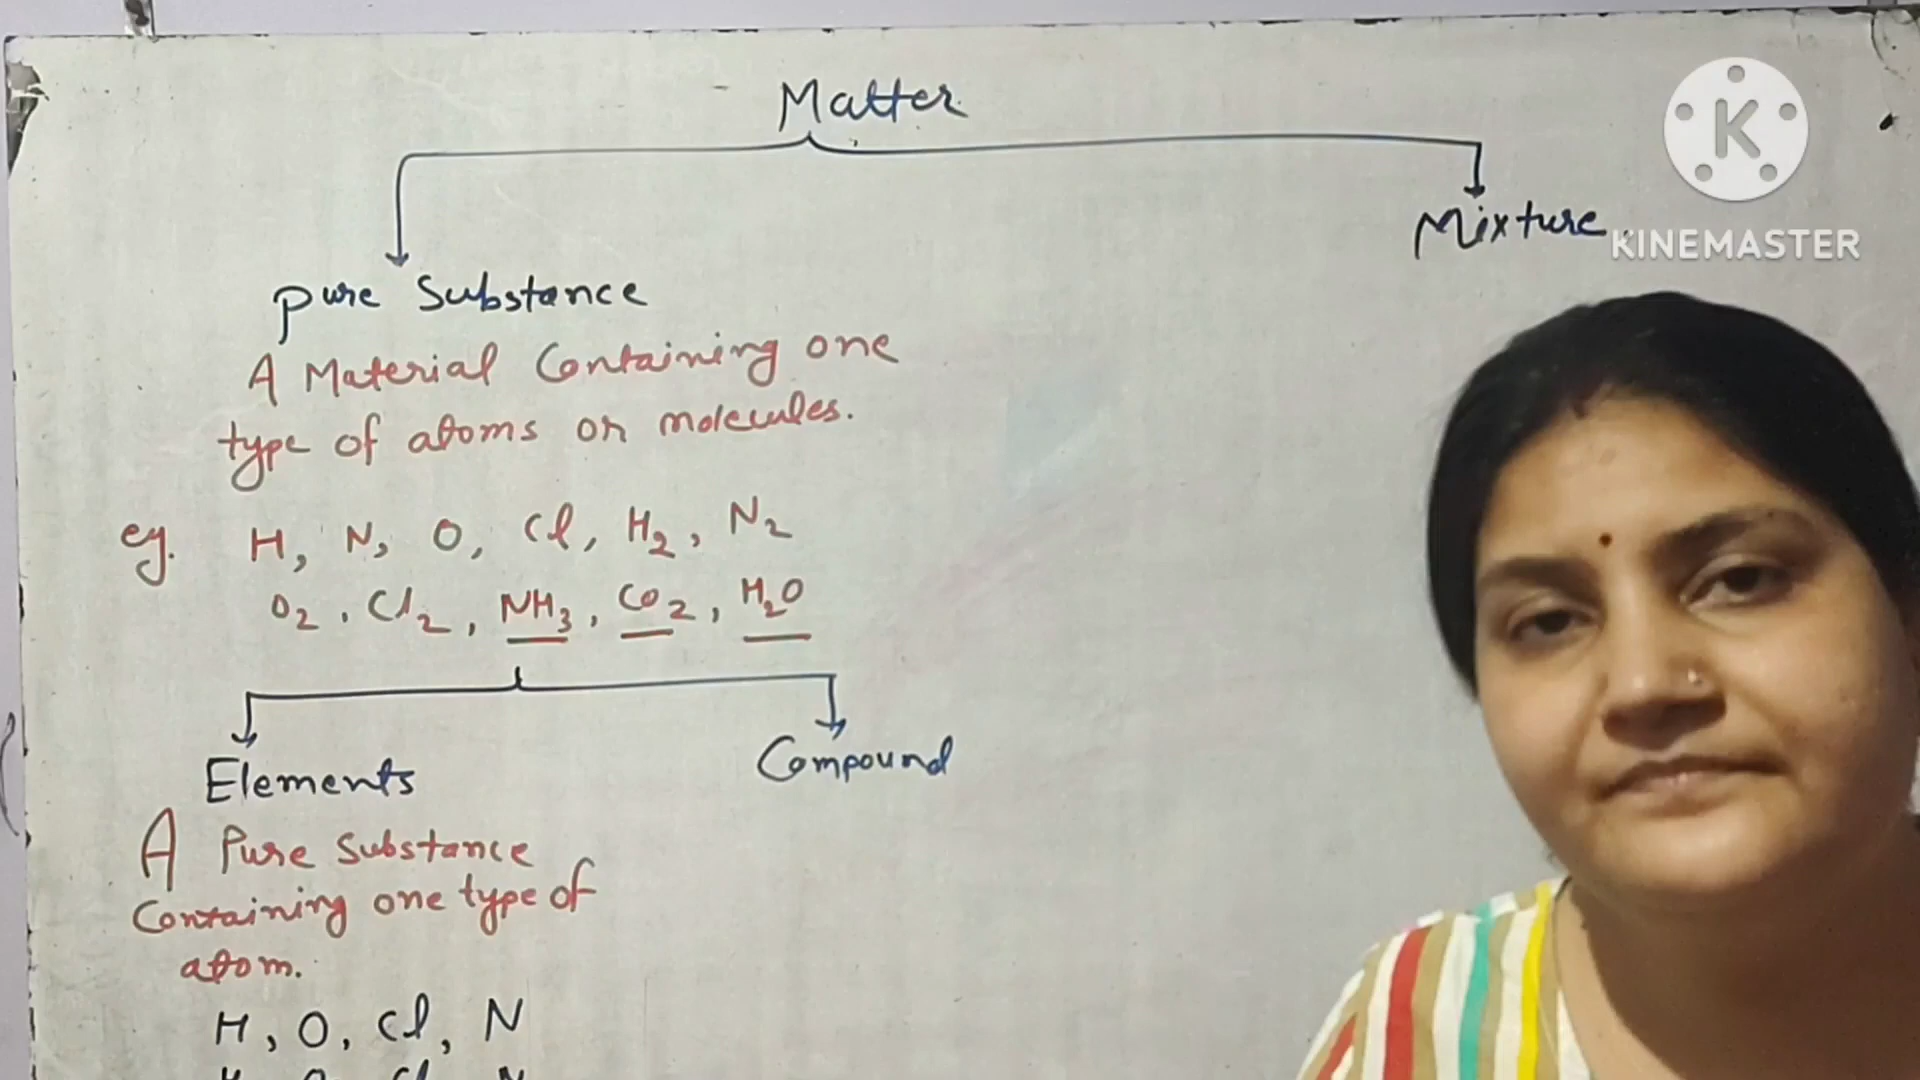 Matter
K
Mixture
KINEMASTER
pure Substance
A Material Containing one
type of atoms or molecules.
eg. H, N, O, Cl, H2, N2
O2, Cl2, NH3, CO2, H2O
Elements
Compound
A Pure Substance
Containing one type of
atom.
H, O, Cl, N